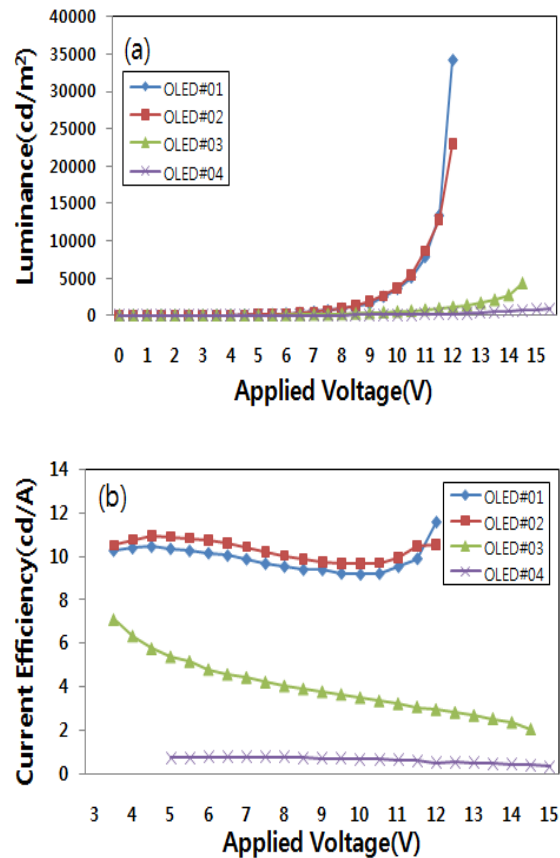 (a)
Luminance(cd/m²)
40000
35000
30000
25000
20000
15000
10000
5000
0
OLED#01
OLED#02
OLED#03
OLED#04
0 1 2 3 4 5 6 7 8 9 10 11 12 13 14 15
Applied Voltage(V)
(b)
Current Efficiency(cd/A)
14
12
10
8
6
4
2
0
OLED#01
OLED#02
OLED#03
OLED#04
3 4 5 6 7 8 9 10 11 12 13 14 15
Applied Voltage(V)